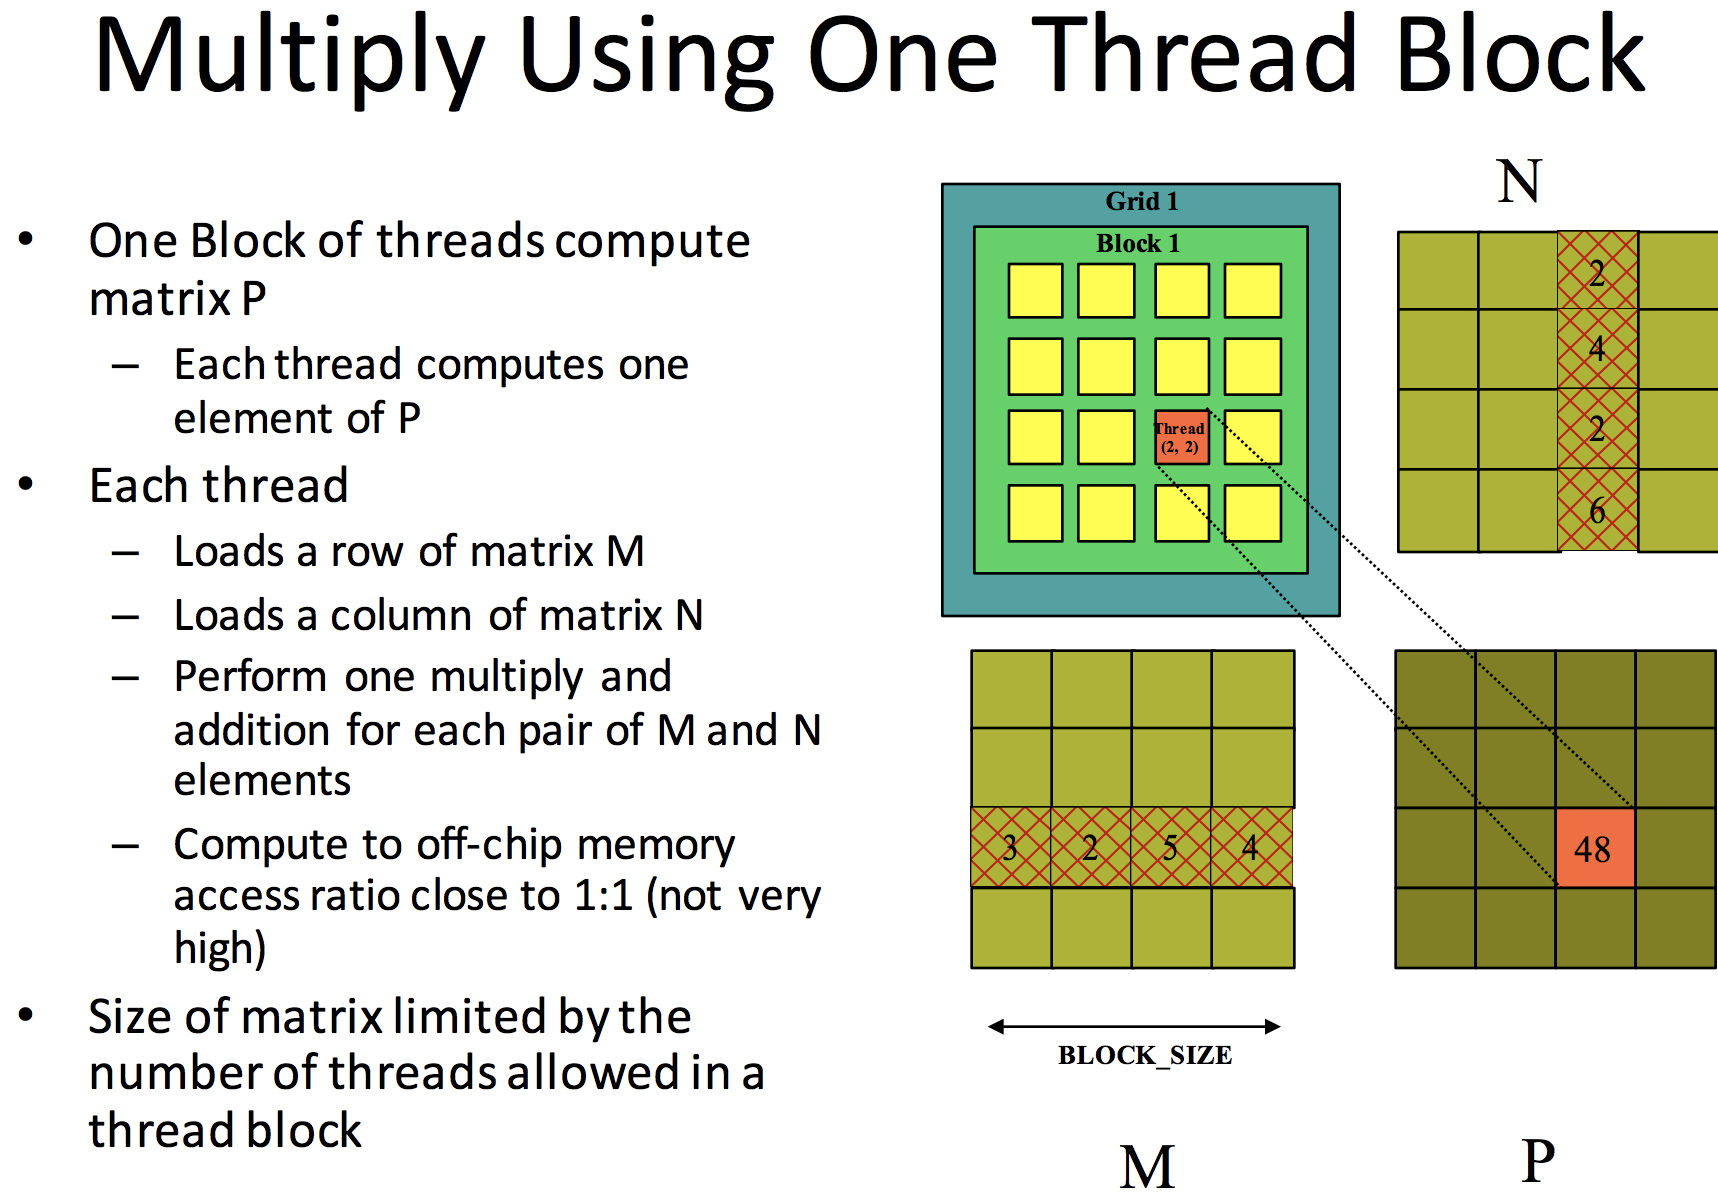 Multiply Using One Thread Block
• One Block of threads compute
matrix P
– Each thread computes one
element of P
• Each thread
– Loads a row of matrix M
– Loads a column of matrix N
– Perform one multiply and
addition for each pair of M and N
elements
– Compute to off-chip memory
access ratio close to 1:1 (not very
high)
• Size of matrix limited by the
number of threads allowed in a
thread block
Grid 1
Block 1
Thread
(2, 2)
N
2
4
2
6
3 2 5 4
48
BLOCK_SIZE
M
P